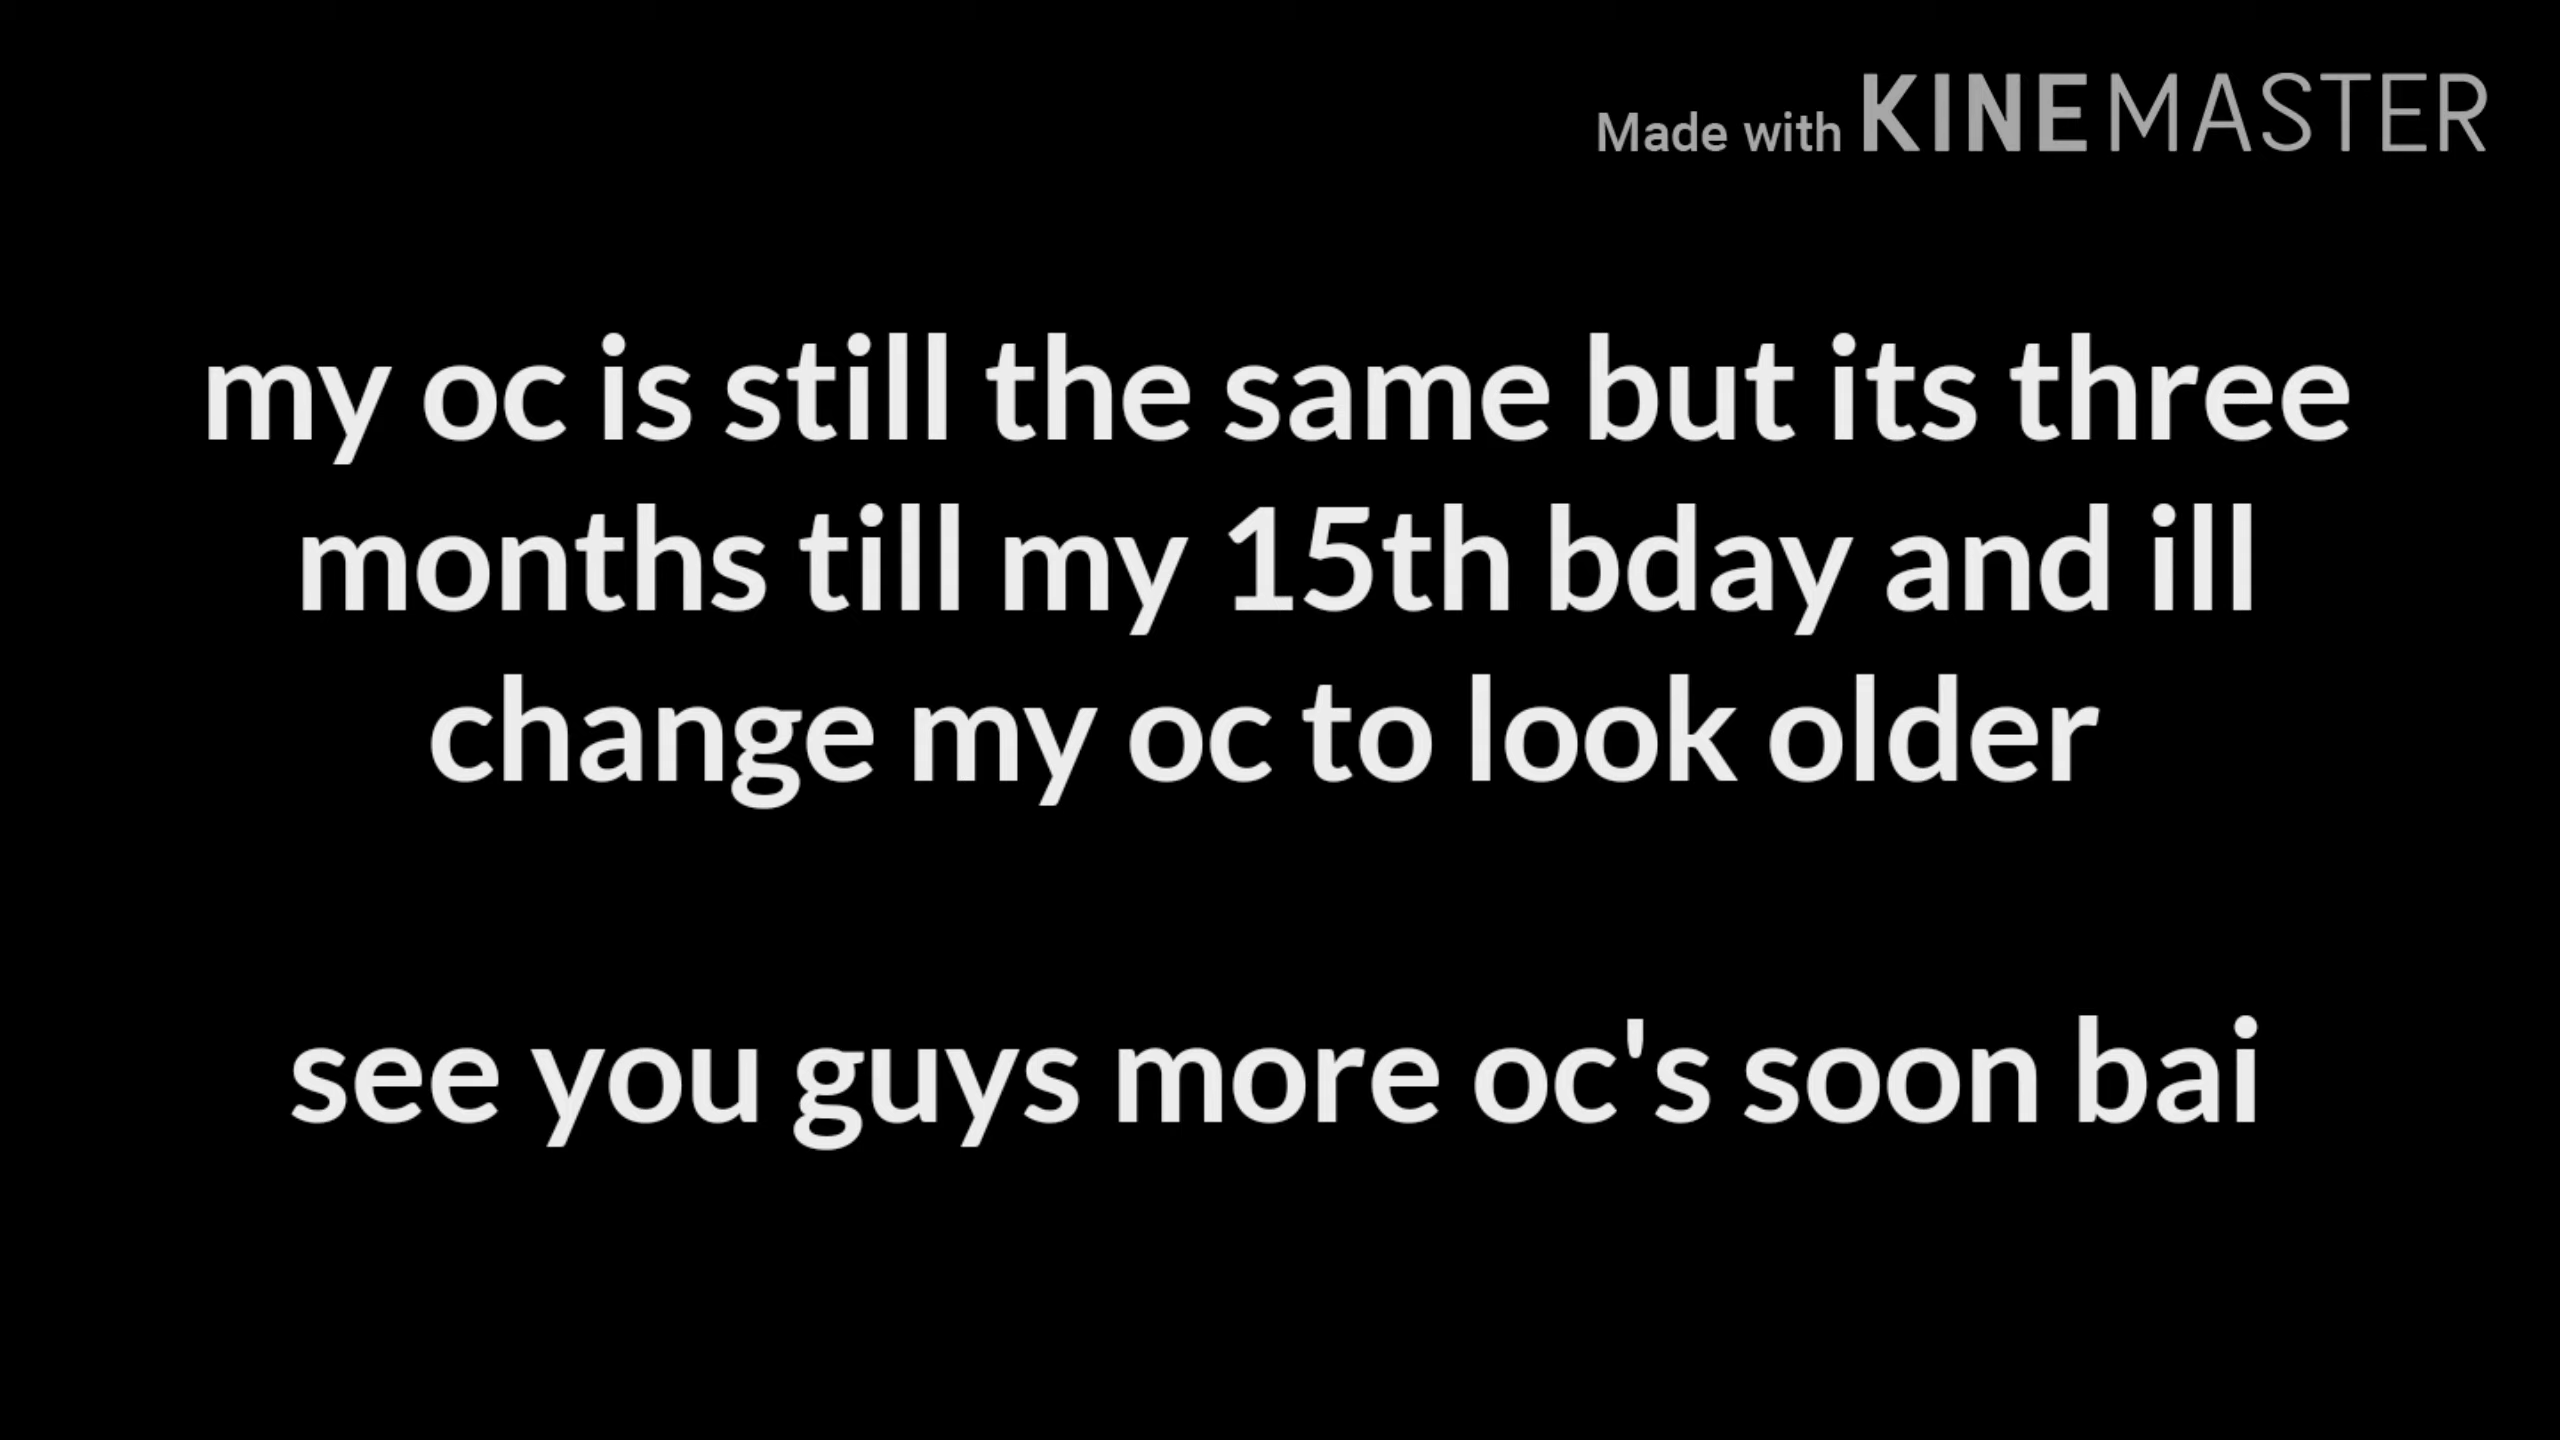 Made with KINEMASTER
my oc is still the same but its three
months till my 15th bday and ill
change my oc to look older
see you guys more oc's soon bai